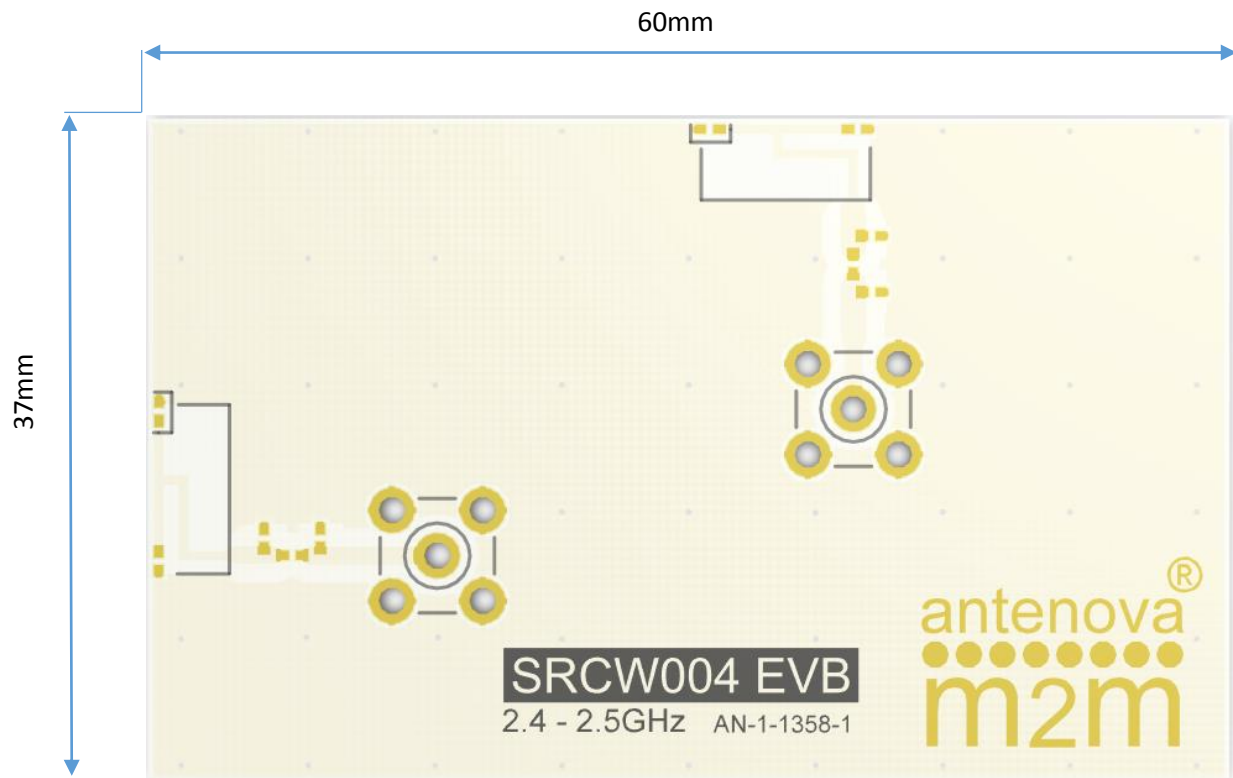 60mm
37mm
®
antenova
m2m
SRCW004 EVB
2.4 - 2.5GHz AN-1-1358-1